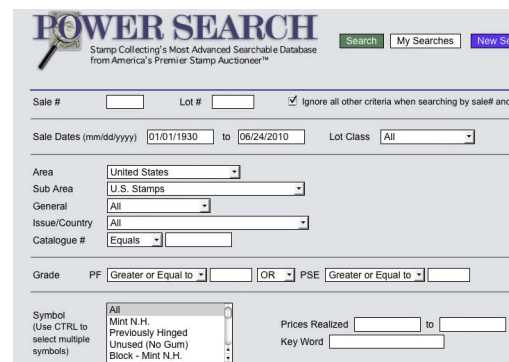 POWER SEARCH
Stamp Collecting's Most Advanced Searchable Database
from America's Premier Stamp Auctioneer™
Search My Searches New
Sale # Lot # Ignore all other criteria when searching by sale# and
Sale Dates (mm/dd/yyyy) 01/01/1930 to 06/24/2010 Lot Class All
Area United States
Sub Area U.S. Stamps
General All
Issue/Country All
Catalogue # Equals
Grade PF Greater or Equal to OR PSE Greater or Equal to
Symbol
(Use CTRL to
select multiple
symbols)
All
Mint N.H.
Previously Hinged
Unused (No Gum)
Block - Mint N.H.
Prices Realized to
Key Word